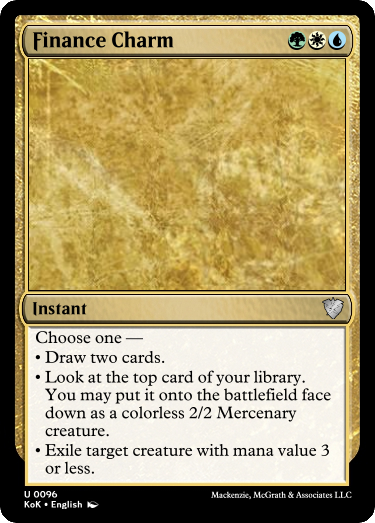 Finance Charm
Instant
Choose one —
• Draw two cards.
• Look at the top card of your library.
You may put it onto the battlefield face
down as a colorless 2/2 Mercenary
creature.
• Exile target creature with mana value 3
or less.
U 0096
KoK • English
Mackenzie, McGrath & Associates LLC